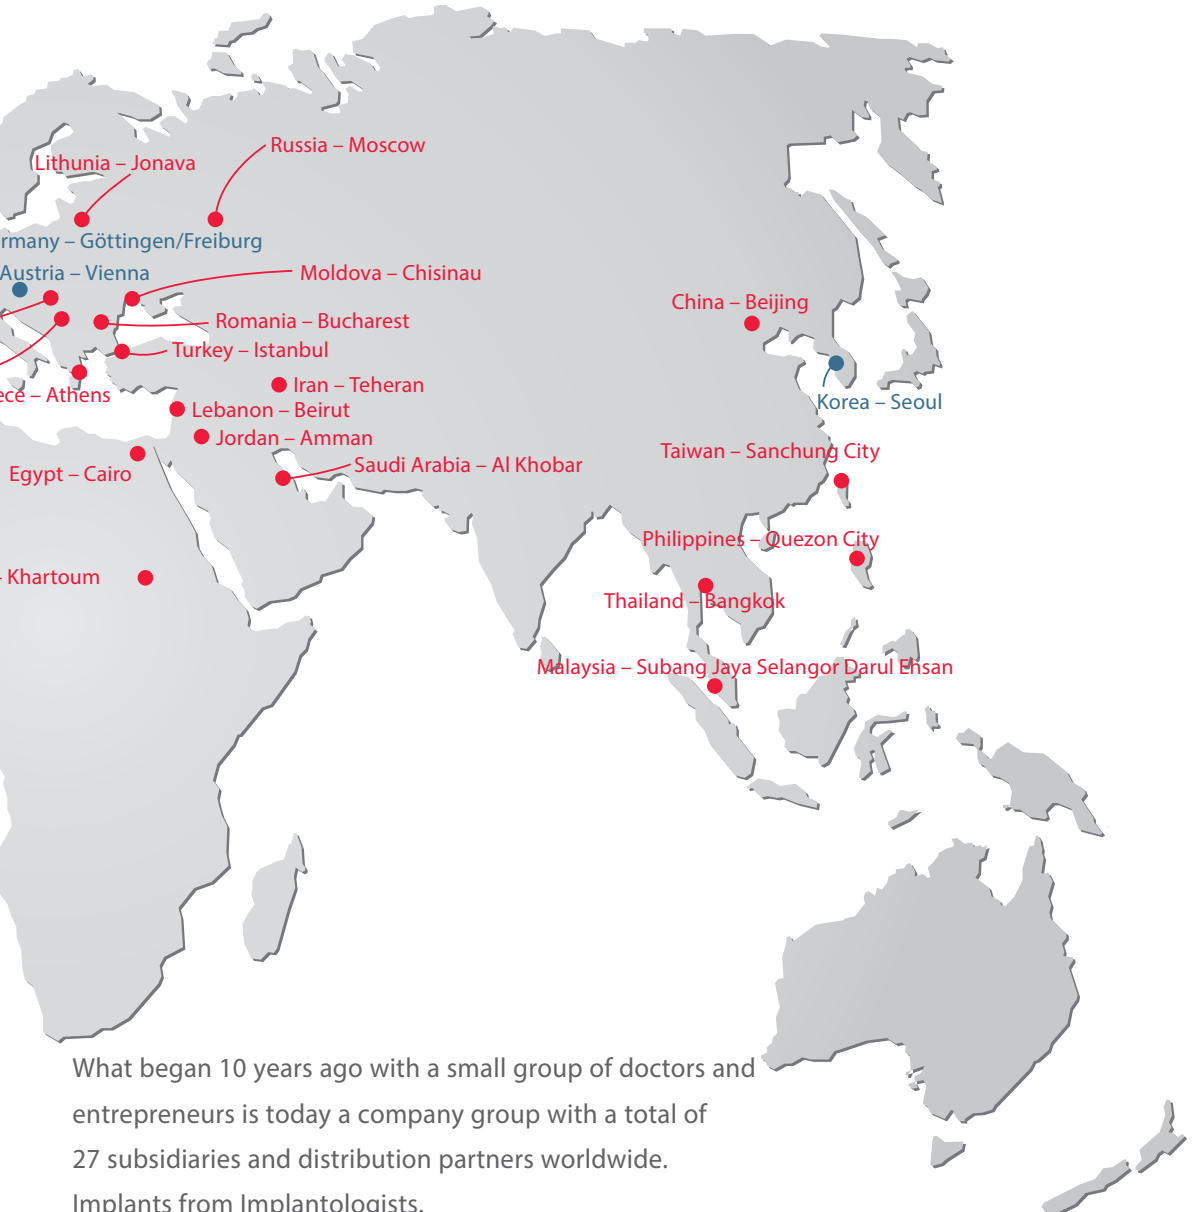 Russia – Moscow
Lithunia – Jonava
rmany – Göttingen/Freiburg
Austria – Vienna
Moldova – Chisinau
China – Beijing
Romania – Bucharest
Turkey – Istanbul
Iran – Teheran
ece – Athens
Korea – Seoul
Lebanon – Beirut
Jordan – Amman
Taiwan – Sanchung City
Saudi Arabia – Al Khobar
Egypt – Cairo
Philippines – Quezon City
– Khartoum
Thailand – Bangkok
Malaysia – Subang Jaya Selangor Darul Ehsan
What began 10 years ago with a small group of doctors and
entrepreneurs is today a company group with a total of
27 subsidiaries and distribution partners worldwide.
Implants from Implantologists.